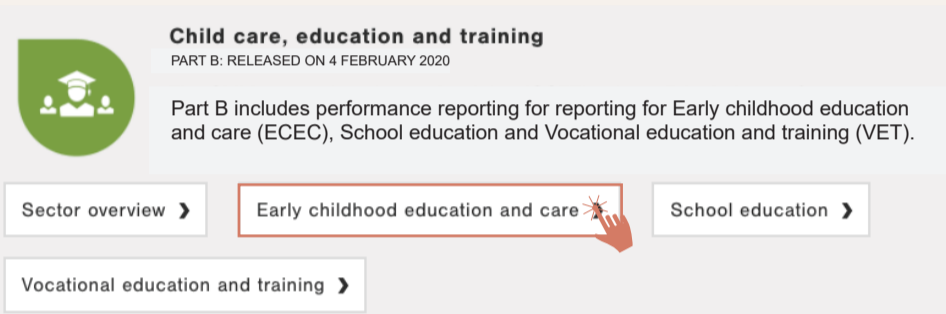 Child care, education and training
PART B: RELEASED ON 4 FEBRUARY 2020
Part B includes performance reporting for reporting for Early childhood education
and care (ECEC), School education and Vocational education and training (VET).
Sector overview ❯
Early childhood education and care
School education ❯
Vocational education and training ❯